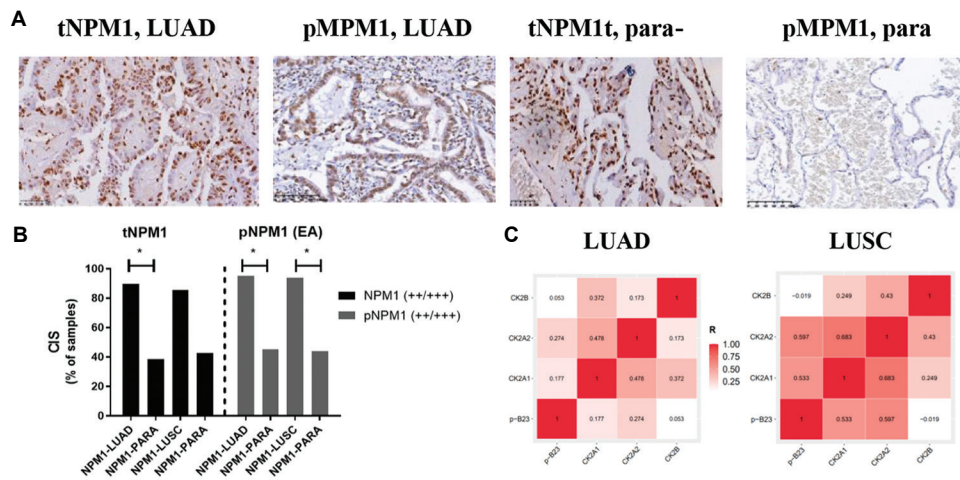 A
tNPM1, LUAD
pMPM1, LUAD
tNPM1t, para-
pMPM1, para
B
tNPM1
pNPM1 (EA)
*
*
*
CIS
(% of samples)
100
80
60
40
20
0
NPM1-LUAD
NPM1-PARA
NPM1-LUSC
NPM1-PARA
NPM1-LUAD
NPM1-PARA
NPM1-LUSC
NPM1-PARA
NPM1 (++/+++)
pNPM1 (++/+++)
C
LUAD
CK2B
0.053
0.372
0.173
1
CK2A2
0.274
0.478
1
0.173
CK2A1
0.177
1
0.478
0.372
p-B23
1
0.177
0.274
0.053
p-B23
CK2A1
CK2A2
CK2B
R
1.00
0.75
0.50
0.25
LUSC
CK2B
-0.019
0.249
0.43
1
CK2A2
0.597
0.683
1
0.43
CK2A1
0.533
1
0.683
0.249
p-B23
1
0.533
0.597
-0.019
p-B23
CK2A1
CK2A2
CK2B